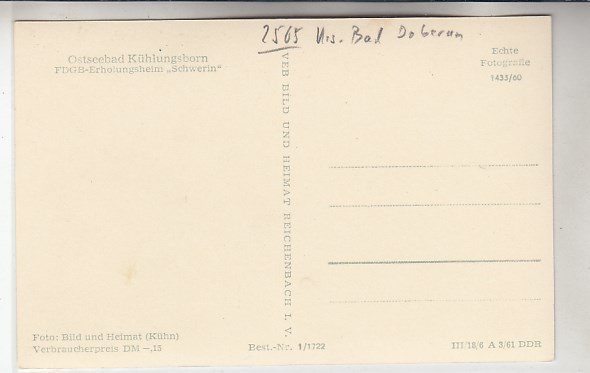 2565 Krs. Bad Doberan
Ostseebad Kühlungsborn
FDGB-Erholungsheim „Schwerin“
Echte
Fotografie
1433/60
VEB BILD UND HEIMAT REICHENBACH I. V.
Foto: Bild und Heimat (Kühn)
Verbraucherpreis DM –,15
Best.-Nr. 1/1722
III/18/6 A 3/61 DDR